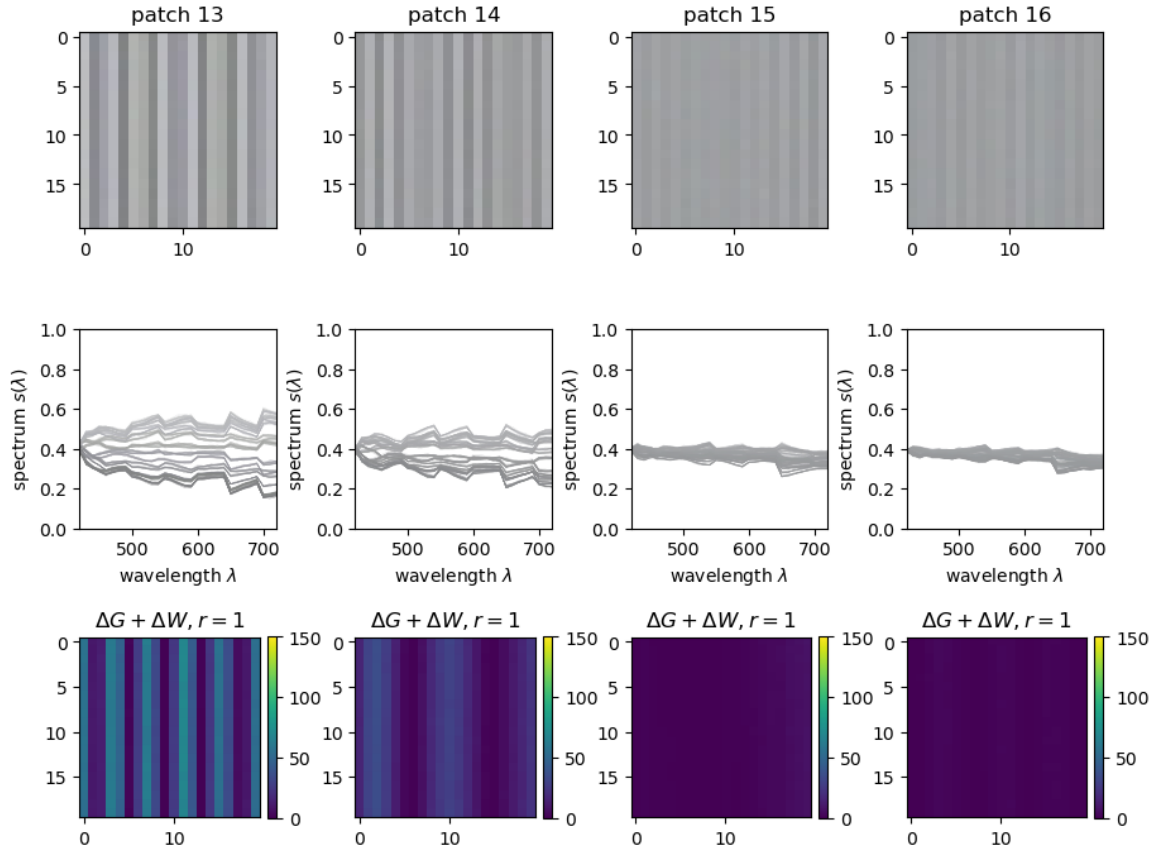 patch 13 patch 14 patch 15 patch 16
0 0 0 0
5 5 5 5
10 10 10 10
15 15 15 15
0 10 0 10 0 10 0 10
1.0 1.0 1.0 1.0
0.8 0.8 0.8 0.8
0.6 0.6 0.6 0.6
0.4 0.4 0.4 0.4
0.2 0.2 0.2 0.2
0.0 0.0 0.0 0.0
spectrum s(λ) spectrum s(λ) spectrum s(λ) spectrum s(λ)
500 600 700 500 600 700 500 600 700 500 600 700
wavelength λ wavelength λ wavelength λ wavelength λ
ΔG + ΔW, r = 1 ΔG + ΔW, r = 1 ΔG + ΔW, r = 1 ΔG + ΔW, r = 1
0 150 0 150 0 150 0 150
5 100 5 100 5 100 5 100
10 50 10 50 10 50 10 50
15 0 15 0 15 0 15 0
0 10 0 10 0 10 0 10